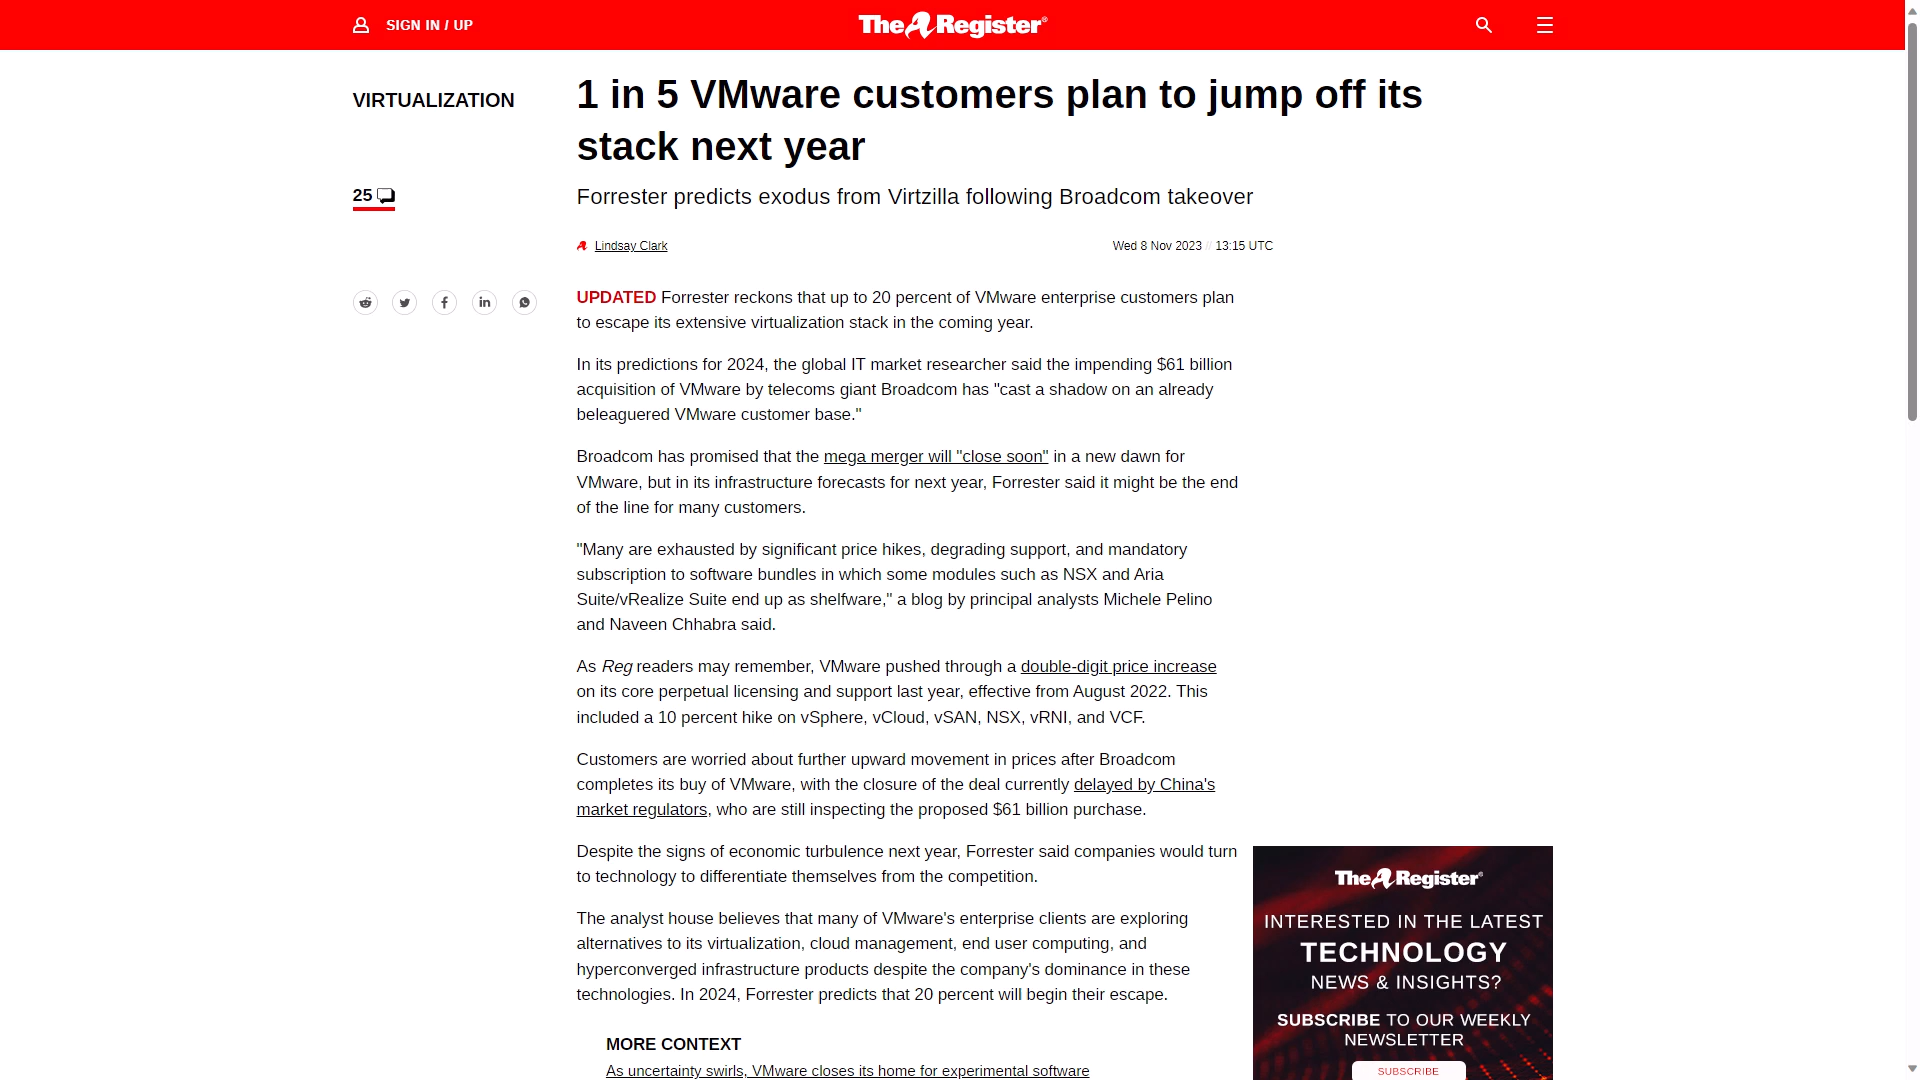 SIGN IN / UP
The Register®
VIRTUALIZATION
1 in 5 VMware customers plan to jump off its
stack next year
25
Forrester predicts exodus from Virtzilla following Broadcom takeover
Lindsay Clark
Wed 8 Nov 2023 // 13:15 UTC
UPDATED Forrester reckons that up to 20 percent of VMware enterprise customers plan
to escape its extensive virtualization stack in the coming year.
In its predictions for 2024, the global IT market researcher said the impending $61 billion
acquisition of VMware by telecoms giant Broadcom has "cast a shadow on an already
beleaguered VMware customer base."
Broadcom has promised that the mega merger will "close soon" in a new dawn for
VMware, but in its infrastructure forecasts for next year, Forrester said it might be the end
of the line for many customers.
"Many are exhausted by significant price hikes, degrading support, and mandatory
subscription to software bundles in which some modules such as NSX and Aria
Suite/vRealize Suite end up as shelfware," a blog by principal analysts Michele Pelino
and Naveen Chhabra said.
As Reg readers may remember, VMware pushed through a double-digit price increase
on its core perpetual licensing and support last year, effective from August 2022. This
included a 10 percent hike on vSphere, vCloud, vSAN, NSX, vRNI, and VCF.
Customers are worried about further upward movement in prices after Broadcom
completes its buy of VMware, with the closure of the deal currently delayed by China's
market regulators, who are still inspecting the proposed $61 billion purchase.
Despite the signs of economic turbulence next year, Forrester said companies would turn
to technology to differentiate themselves from the competition.
The analyst house believes that many of VMware's enterprise clients are exploring
alternatives to its virtualization, cloud management, end user computing, and
hyperconverged infrastructure products despite the company's dominance in these
technologies. In 2024, Forrester predicts that 20 percent will begin their escape.
MORE CONTEXT
As uncertainty swirls, VMware closes its home for experimental software
The Register®
INTERESTED IN THE LATEST
TECHNOLOGY
NEWS & INSIGHTS?
SUBSCRIBE TO OUR WEEKLY
NEWSLETTER
SUBSCRIBE